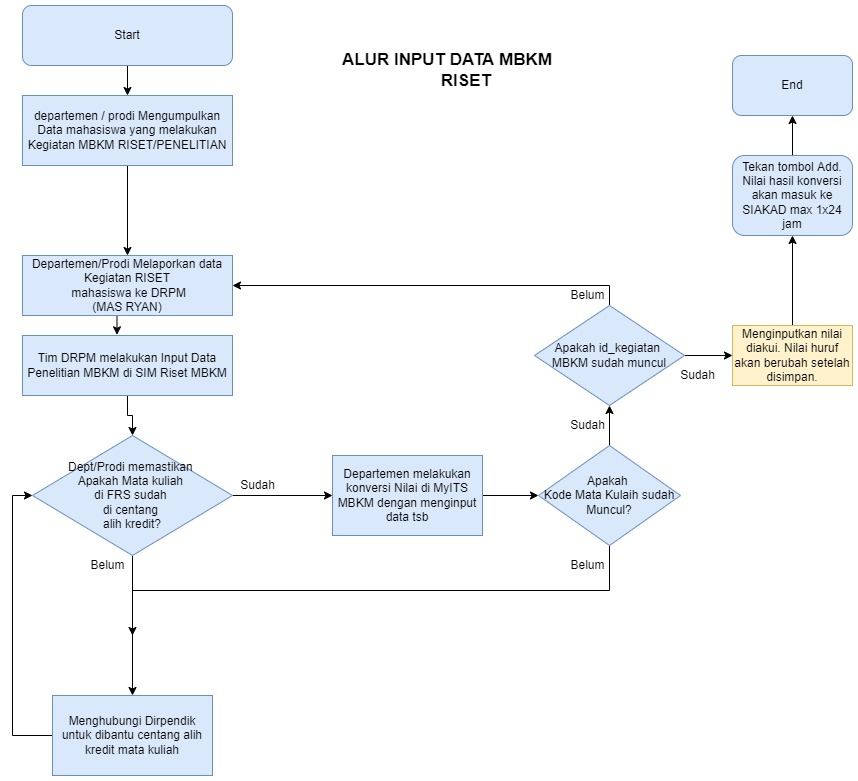 Start
ALUR INPUT DATA MBKM
RISET
End
departemen / prodi Mengumpulkan
Data mahasiswa yang melakukan
Kegiatan MBKM RISET/PENELITIAN
Tekan tombol Add.
Nilai hasil konversi
akan masuk ke
SIAKAD max 1x24
jam
Departemen/Prodi Melaporkan data
Kegiatan RISET
mahasiswa ke DRPM
(MAS RYAN)
Belum
Apakah id_kegiatan
MBKM sudah muncul
Sudah
Menginputkan nilai
diakui. Nilai huruf
akan berubah setelah
disimpan.
Tim DRPM melakukan Input Data
Penelitian MBKM di SIM Riset MBKM
Sudah
Dept/Prodi memastikan
Apakah Mata kuliah
di FRS sudah
di centang
alih kredit?
Sudah
Departemen melakukan
konversi Nilai di MyITS
MBKM dengan menginput
data tsb
Apakah
Kode Mata Kulaih sudah
Muncul?
Belum
Belum
Menghubungi Dirpendik
untuk dibantu centang alih
kredit mata kuliah